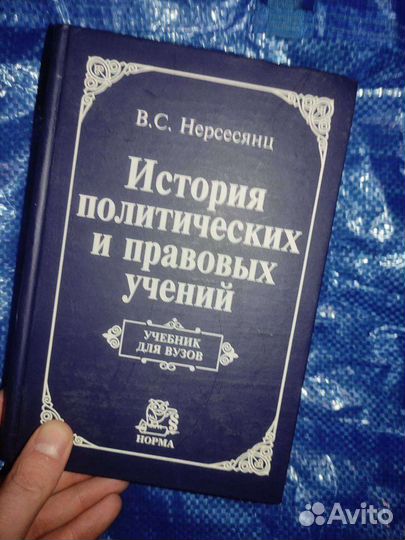 В.С. Нерсесянц
История
политических
и правовых
учений
УЧЕБНИК
ДЛЯ ВУЗОВ
НОРМА
Avito